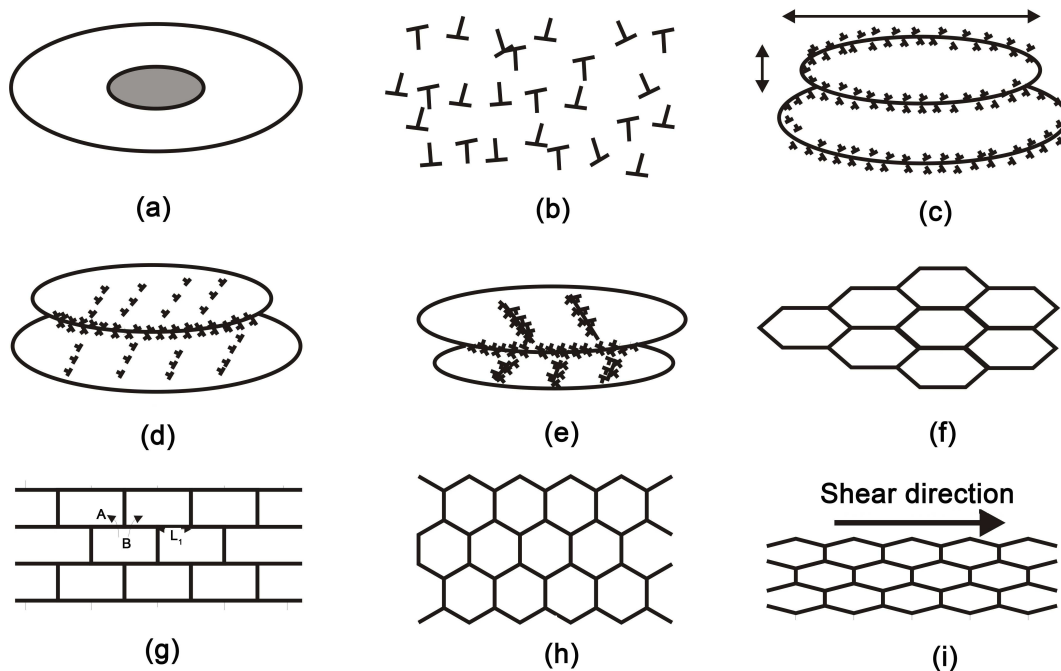 (a)
(b)
(c)
(d)
(e)
(f)
Shear direction
A
B
L₁
(g)
(h)
(i)